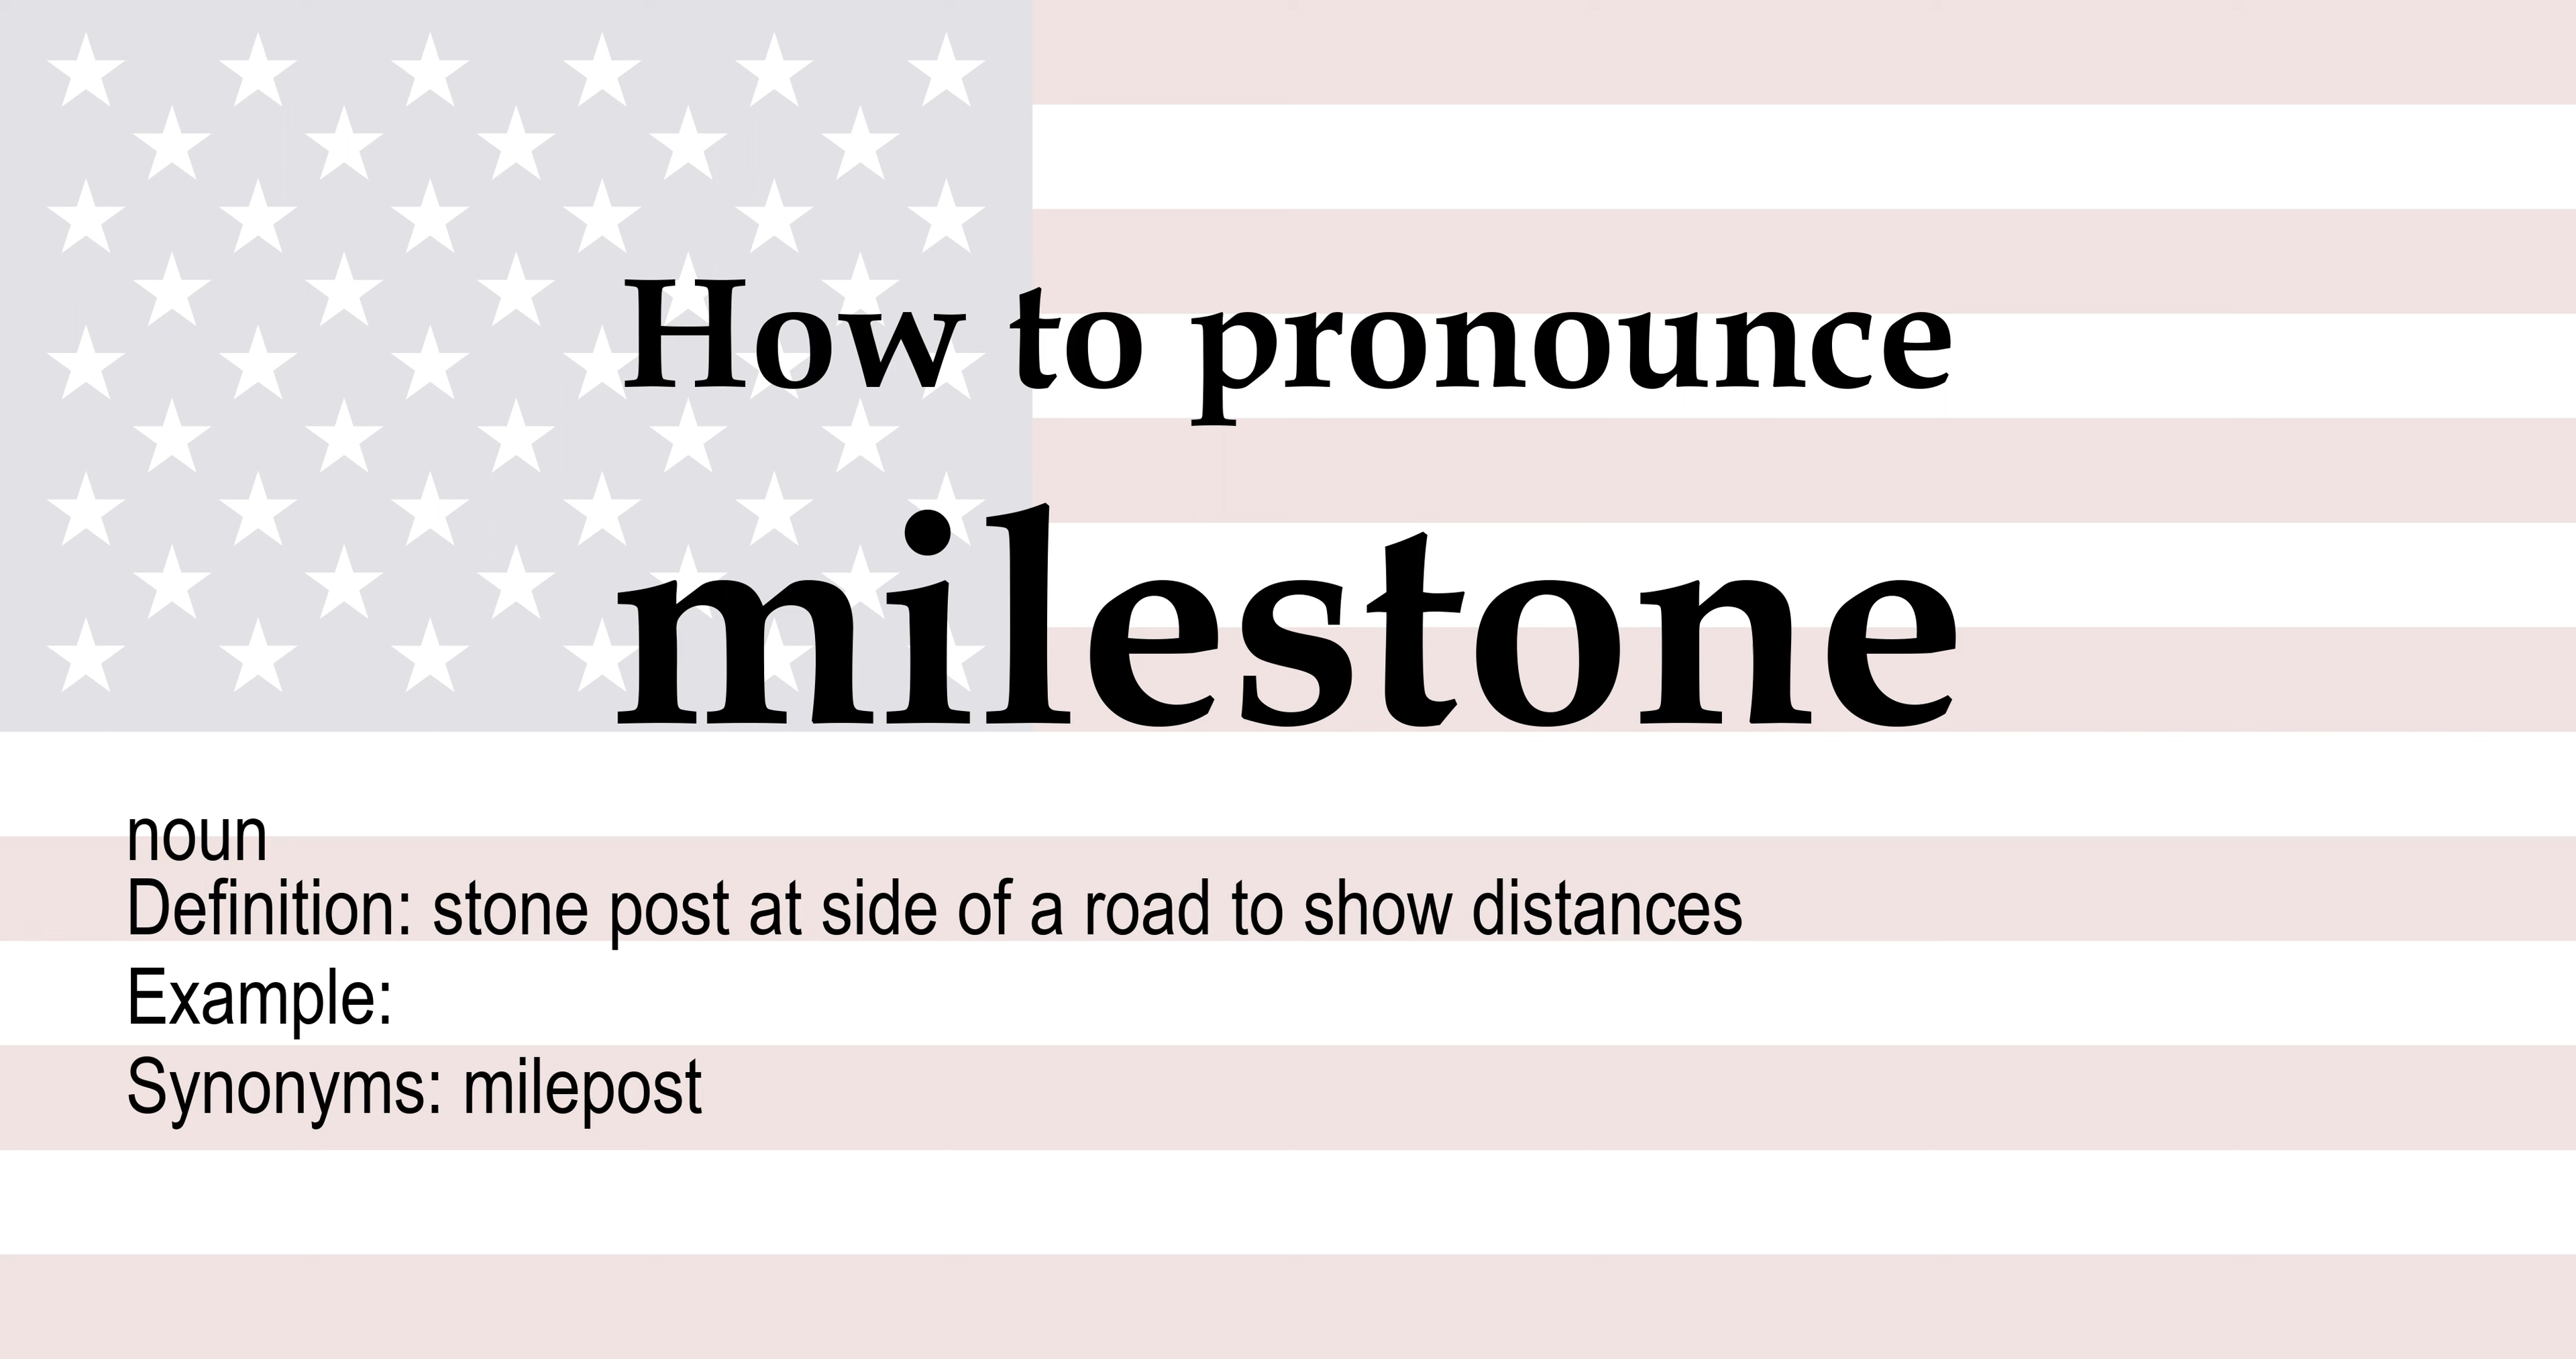 How to pronounce
milestone
noun
Definition: stone post at side of a road to show distances
Example:
Synonyms: milepost